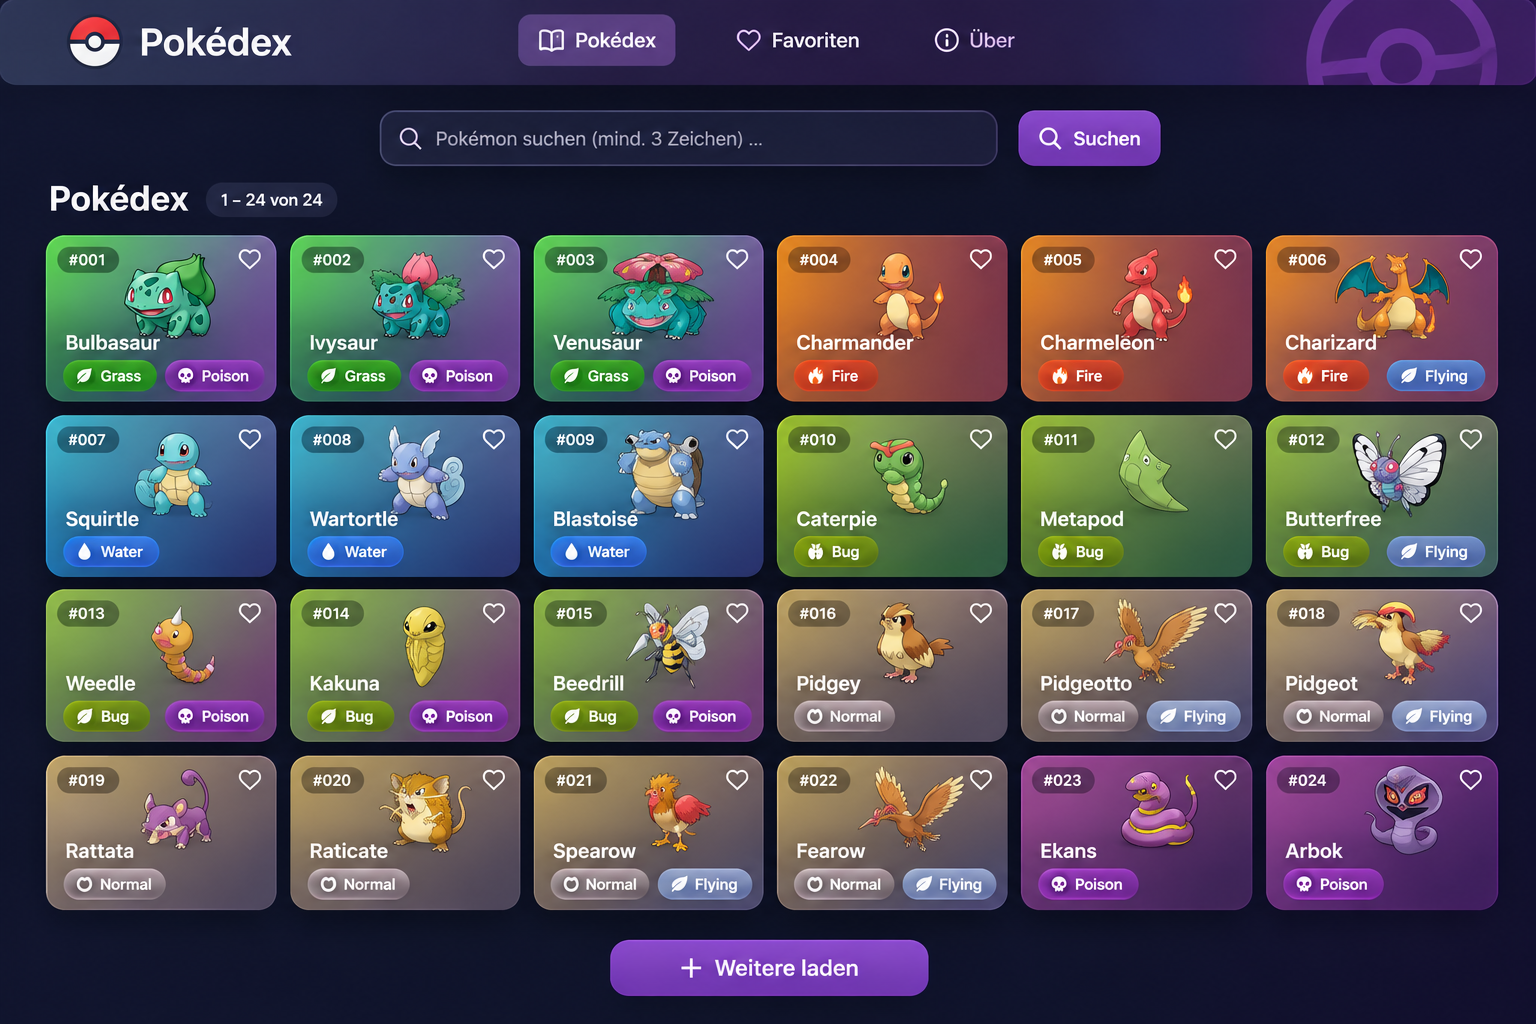 Pokédex
Pokédex
Favoriten
Über
Pokémon suchen (mind. 3 Zeichen) ...
Suchen
Pokédex
1 – 24 von 24
#001
Bulbasaur
Grass
Poison
#002
Ivysaur
Grass
Poison
#003
Venusaur
Grass
Poison
#004
Charmander
Fire
#005
Charmelëon
Fire
#006
Charizard
Fire
Flying
#007
Squirtle
Water
#008
Wartortle
Water
#009
Blastoise
Water
#010
Caterpie
Bug
#011
Metapod
Bug
#012
Butterfree
Bug
Flying
#013
Weedle
Bug
Poison
#014
Kakuna
Bug
Poison
#015
Beedrill
Bug
Poison
#016
Pidgey
Normal
#017
Pidgeotto
Normal
Flying
#018
Pidgeot
Normal
Flying
#019
Rattata
Normal
#020
Raticate
Normal
#021
Spearow
Normal
Flying
#022
Fearow
Normal
Flying
#023
Ekans
Poison
#024
Arbok
Poison
+ Weitere laden